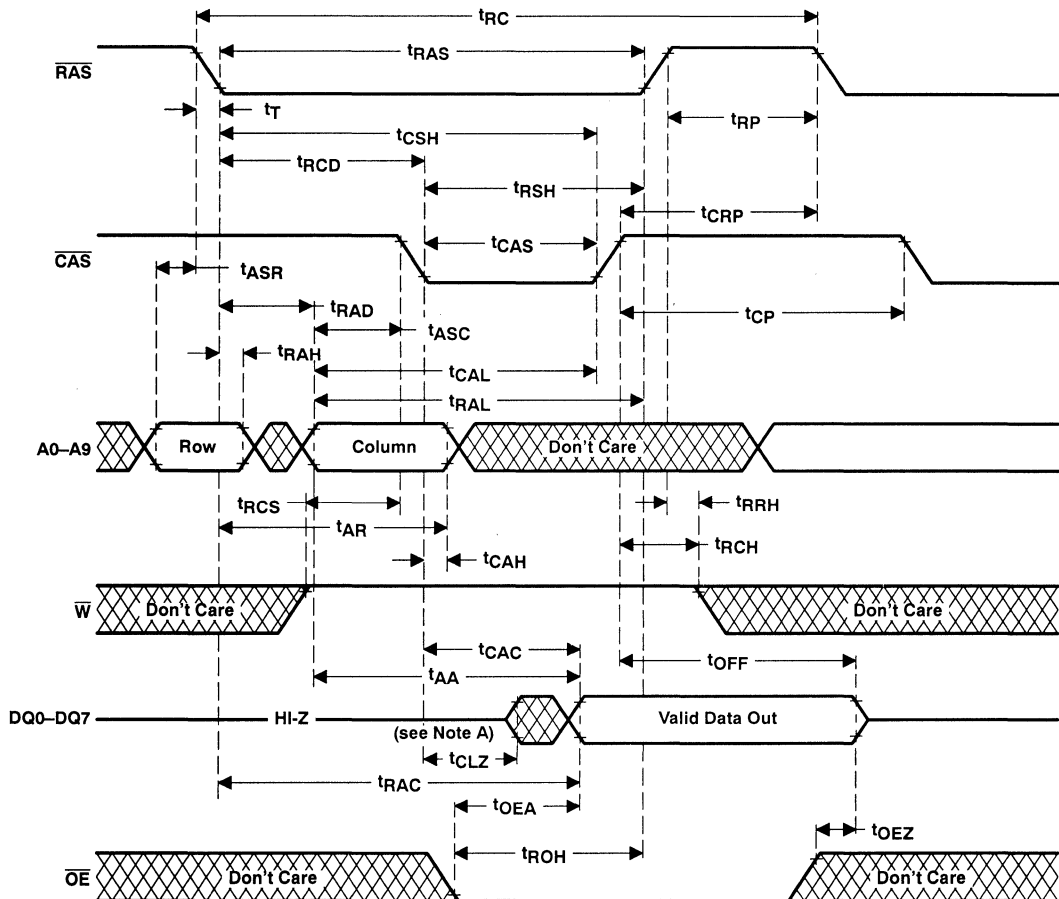 tRC
RAS
tRAS
tT
tRP
tCSH
tRCD
tRSH
tCRP
CAS
tCAS
tASR
tRAD
tCP
tASC
tRAH
tCAL
tRAL
A0–A9
Row
Column
Don't Care
tRCS
tRRH
tAR
tRCH
tCAH
W
Don't Care
Don't Care
tCAC
tOFF
tAA
DQ0–DQ7
HI-Z
(see Note A)
Valid Data Out
tCLZ
tRAC
tOEA
tOEZ
tROH
OE
Don't Care
Don't Care